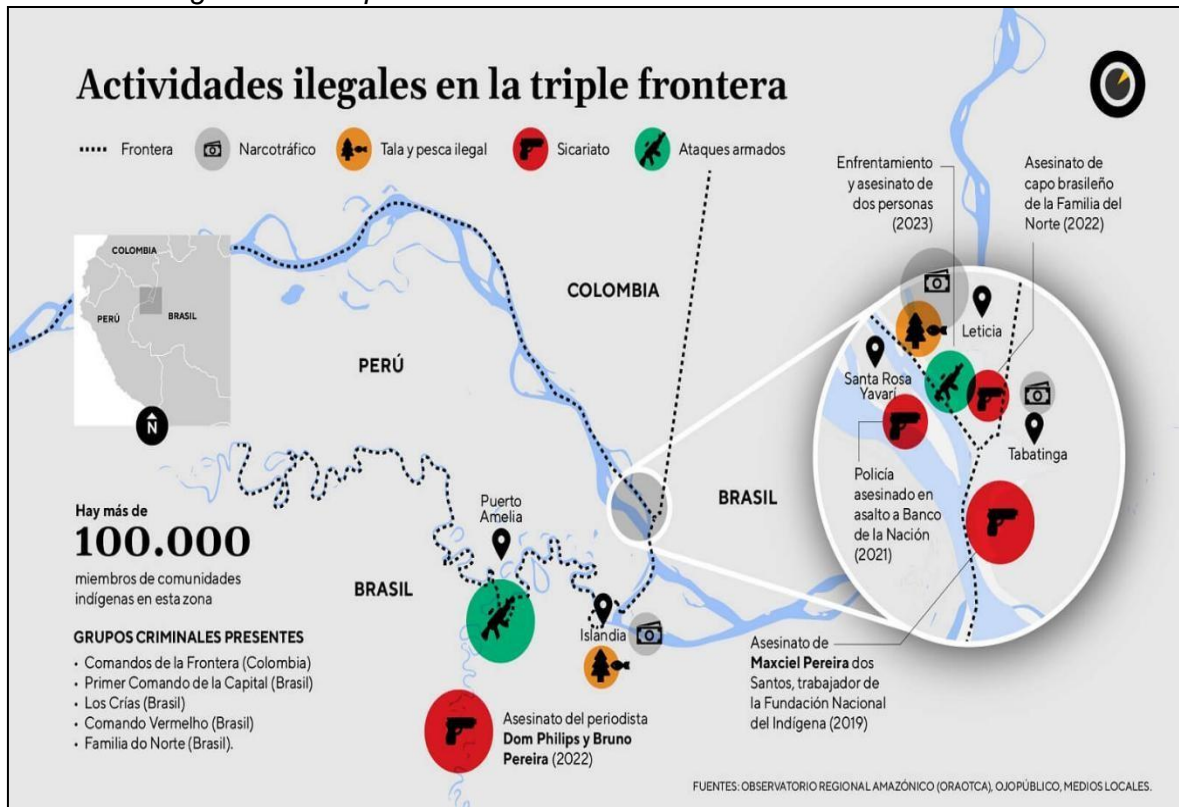 Actividades ilegales en la triple frontera
Frontera
Narcotráfico
Tala y pesca ilegal
Sicariato
Ataques armados
COLOMBIA
PERÚ
BRASIL
N
COLOMBIA
PERÚ
BRASIL
BRASIL
Puerto
Amelia
Islandia
Hay más de
100.000
miembros de comunidades
indígenas en esta zona
GRUPOS CRIMINALES PRESENTES
• Comandos de la Frontera (Colombia)
• Primer Comando de la Capital (Brasil)
• Los Crías (Brasil)
• Comando Vermelho (Brasil)
• Familia do Norte (Brasil).
Asesinato del periodista
Dom Philips y Bruno
Pereira (2022)
Enfrentamiento
y asesinato de
dos personas
(2023)
Asesinato de
capo brasileño
de la Familia del
Norte (2022)
Leticia
Santa Rosa
Yavarí
Tabatinga
Policía
asesinado en
asalto a Banco
de la Nación
(2021)
Asesinato de
Maxciel Pereira dos
Santos, trabajador de
la Fundación Nacional
del Indígena (2019)
FUENTES: OBSERVATORIO REGIONAL AMAZÓNICO (ORAOTCA), OJOPÚBLICO, MEDIOS LOCALES.